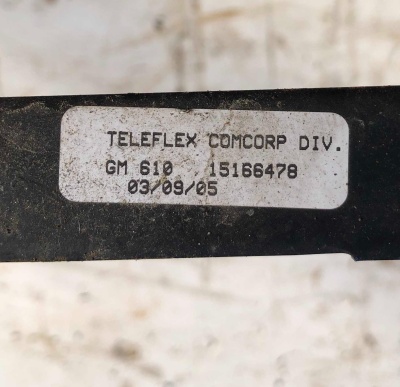 TELEFLEX COMCORP DIV.
GM 610 15166478
03/09/05